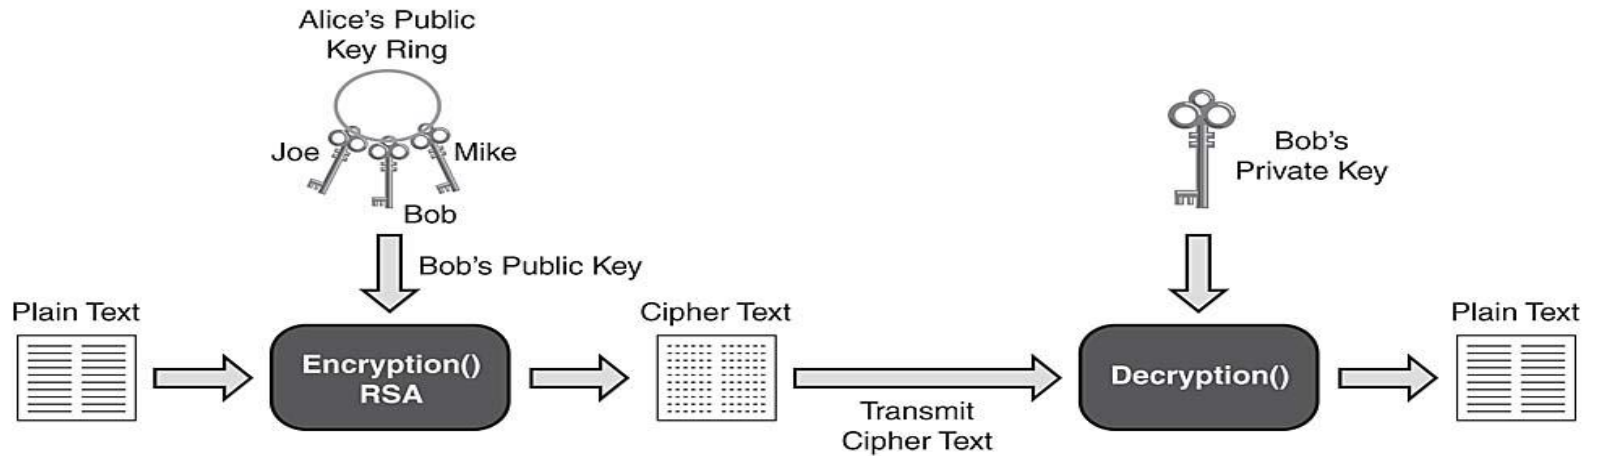 Alice's Public
Key Ring
Joe
Mike
Bob
Bob's Public Key
Bob's
Private Key
Plain Text
Encryption()
RSA
Cipher Text
Transmit
Cipher Text
Decryption()
Plain Text